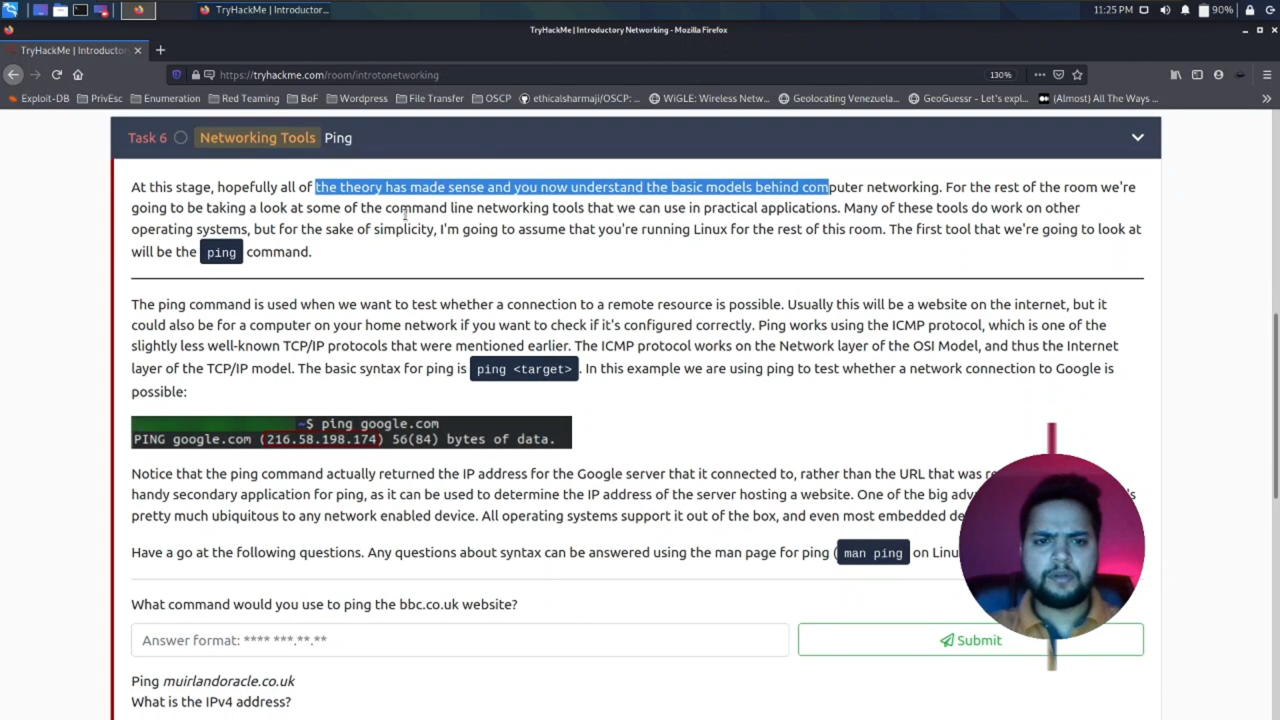 TryHackMe | Introductor...
11:25 PM
90%
TryHackMe | Introductory Networking - Mozilla Firefox
TryHackMe | Introductory
https://tryhackme.com/room/introtonetworking
130%
Exploit-DB PrivEsc Enumeration Red Teaming BoF Wordpress File Transfer OSCP ethicalsharmaji/OSCP: ... WiGLE: Wireless Netw... Geolocating Venezuela... GeoGuessr - Let's expl... (Almost) All The Ways ...
Task 6 Networking Tools Ping
At this stage, hopefully all of the theory has made sense and you now understand the basic models behind computer networking. For the rest of the room we're
going to be taking a look at some of the command line networking tools that we can use in practical applications. Many of these tools do work on other
operating systems, but for the sake of simplicity, I'm going to assume that you're running Linux for the rest of this room. The first tool that we're going to look at
will be the ping command.
The ping command is used when we want to test whether a connection to a remote resource is possible. Usually this will be a website on the internet, but it
could also be for a computer on your home network if you want to check if it's configured correctly. Ping works using the ICMP protocol, which is one of the
slightly less well-known TCP/IP protocols that were mentioned earlier. The ICMP protocol works on the Network layer of the OSI Model, and thus the Internet
layer of the TCP/IP model. The basic syntax for ping is ping <target>. In this example we are using ping to test whether a network connection to Google is
possible:
~$ ping google.com
PING google.com (216.58.198.174) 56(84) bytes of data.
Notice that the ping command actually returned the IP address for the Google server that it connected to, rather than the URL that was
handy secondary application for ping, as it can be used to determine the IP address of the server hosting a website. One of the big
pretty much ubiquitous to any network enabled device. All operating systems support it out of the box, and even most embedded
Have a go at the following questions. Any questions about syntax can be answered using the man page for ping (man ping on
What command would you use to ping the bbc.co.uk website?
Answer format: **** ***.**.**
Submit
Ping muirlandoracle.co.uk
What is the IPv4 address?